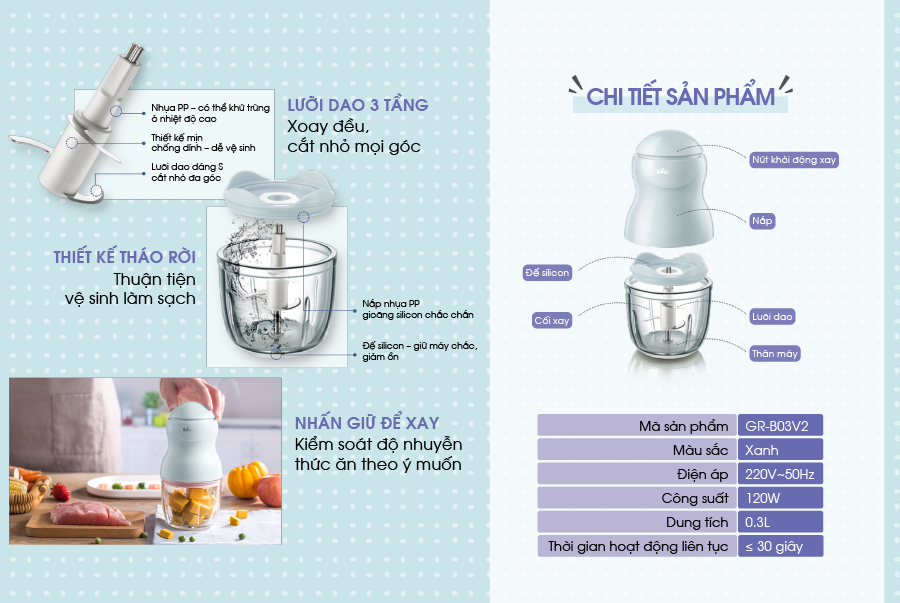 Nhựa PP – có thể khử trùng
ở nhiệt độ cao
Thiết kế mịn
chống dính – dễ vệ sinh
Lưỡi dao dáng S
cắt nhỏ đa góc
LƯỠI DAO 3 TẦNG
Xoay đều,
cắt nhỏ mọi góc
THIẾT KẾ THÁO RỜI
Thuận tiện
vệ sinh làm sạch
Nắp nhựa PP
gioăng silicon chắc chắn
Đế silicon – giữ máy chắc,
giảm ồn
NHẤN GIỮ ĐỂ XAY
Kiểm soát độ nhuyễn
thức ăn theo ý muốn
CHI TIẾT SẢN PHẨM
Nút khởi động xay
Nắp
Đế silicon
Cối xay
Lưỡi dao
Thân máy
Mã sản phẩm GR-B03V2
Màu sắc Xanh
Điện áp 220V~50Hz
Công suất 120W
Dung tích 0.3L
Thời gian hoạt động liên tục ≤ 30 giây